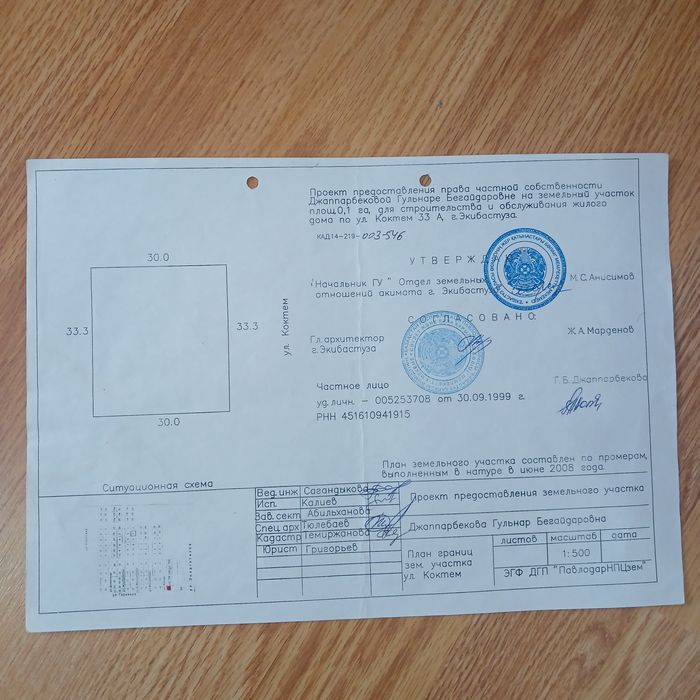 Проект предоставления права частной собственности
Джаппарбековой Гульнаре Бегайдаровне на земельный участок
площ.0,1 га, для строительства и обслуживания жилого
дома по ул. Коктем 33 А, г.Экибастуза.
КАД.14-219-003-546
УТВЕРЖД
Начальник ГУ " Отдел земельных
отношений акимата г. Экибасту
М.С.Анисимов
СОГЛАСОВАНО:
Гл.архитектор
г.Экибастуза
Ж.А.Марденов
Частное лицо
Г.Б.Джаппарбекова
уд.личн. – 005253708 от 30.09.1999 г.
РНН 451610941915
План земельного участка составлен по промерам,
выполненным в натуре в июне 2008 года.
30.0
33.3
33.3
30.0
ул. Коктем
Ситуационная схема
Вед.инж Сагандыкова
Исп. Калиев
Зав.сект Абильханова
Спец.арх Тюлебаев
Кадастр Темиржанова
Юрист Григорьев
Проект предоставления земельного участка
Джаппарбекова Гульнар Бегайдаровна
План границ
зем. участка
ул. Коктем
листов масштаб дата
1: 500
ЭГФ ДГП "ПавлодарНПЦзем"